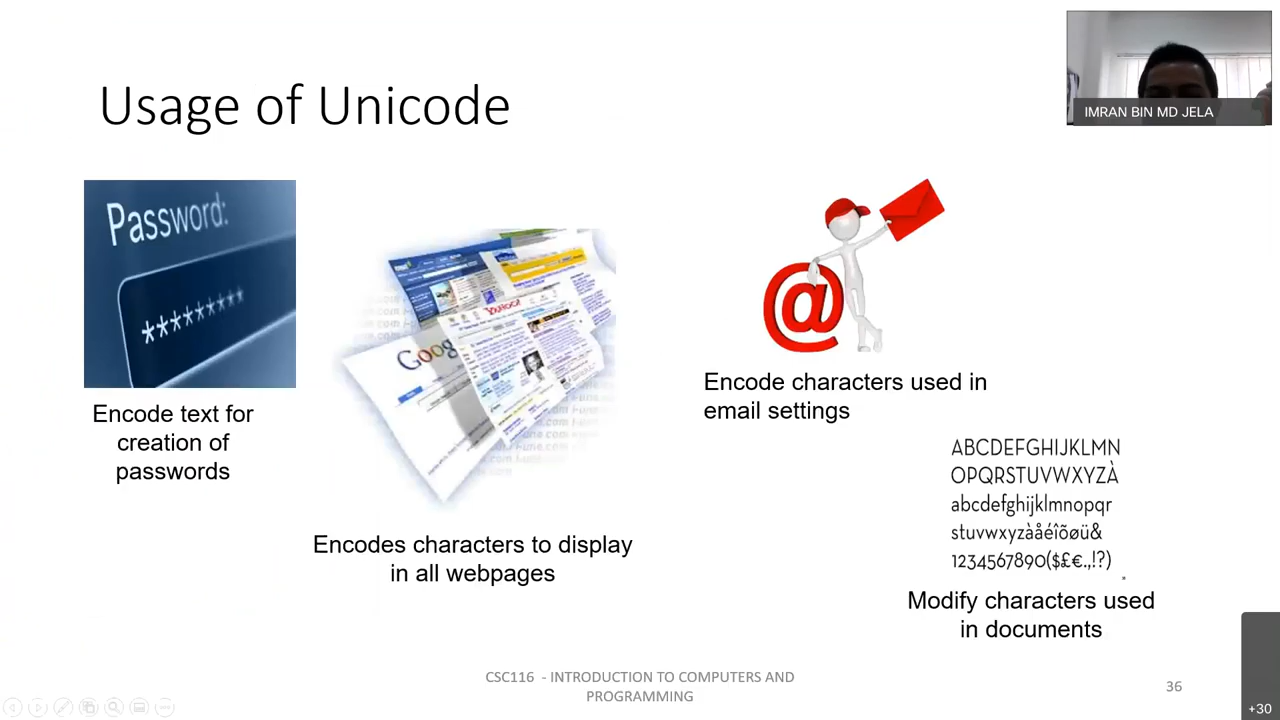 Usage of Unicode
IMRAN BIN MD JELA
Password:
*********
Encode text for
creation of
passwords
Goog
YAHOO!
Encodes characters to display
in all webpages
@
Encode characters used in
email settings
ABCDEFGHIJKLMN
OPQRSTUVWXYZÀ
abcdefghijklmnopqr
stuvwxyzàåéîõøü&
1234567890($£€.,!?)
Modify characters used
in documents
CSC116 - INTRODUCTION TO COMPUTERS AND
PROGRAMMING
36
+30